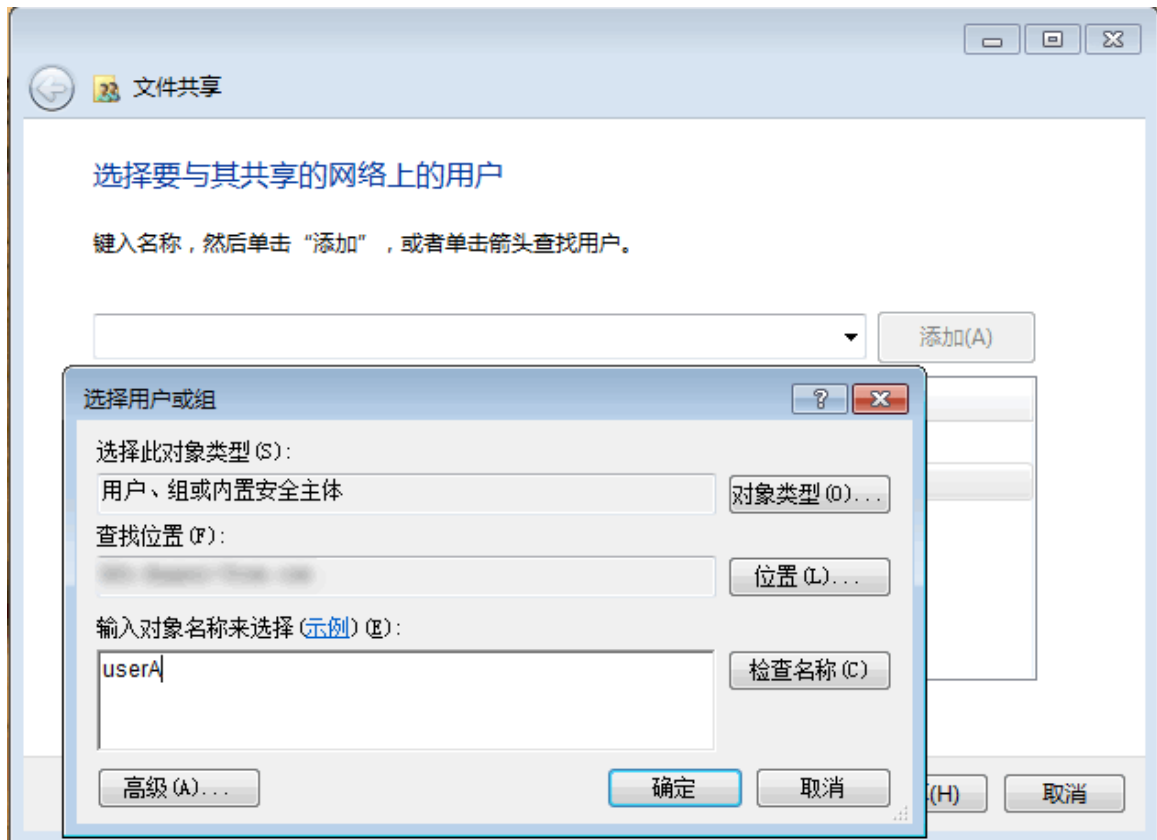 文件共享
选择要与其共享的网络上的用户
键入名称，然后单击“添加”，或者单击箭头查找用户。
添加(A)
选择用户或组
选择此对象类型(S):
用户、组或内置安全主体
对象类型(O)...
查找位置(F):
位置(L)...
输入对象名称来选择(示例)(E):
userA
检查名称(C)
高级(A)...
确定
取消
(H)
取消